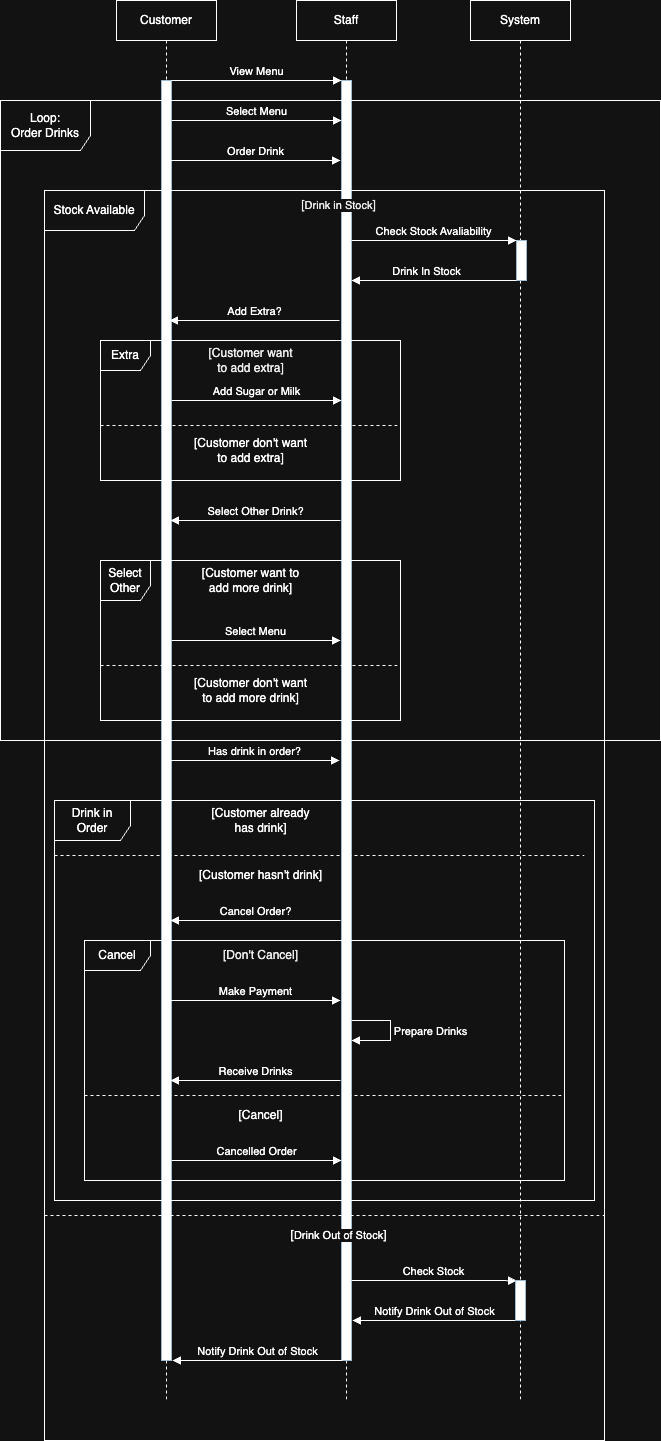 Customer
Staff
System
View Menu
Loop:
Order Drinks
Select Menu
Order Drink
Stock Available
[Drink in Stock]
Check Stock Avaliability
Drink In Stock
Add Extra?
Extra
[Customer want
to add extra]
Add Sugar or Milk
[Customer don't want
to add extra]
Select Other Drink?
Select
Other
[Customer want to
add more drink]
Select Menu
[Customer don't want
to add more drink]
Has drink in order?
Drink in
Order
[Customer already
has drink]
[Customer hasn't drink]
Cancel Order?
Cancel
[Don't Cancel]
Make Payment
Prepare Drinks
Receive Drinks
[Cancel]
Cancelled Order
[Drink Out of Stock]
Check Stock
Notify Drink Out of Stock
Notify Drink Out of Stock